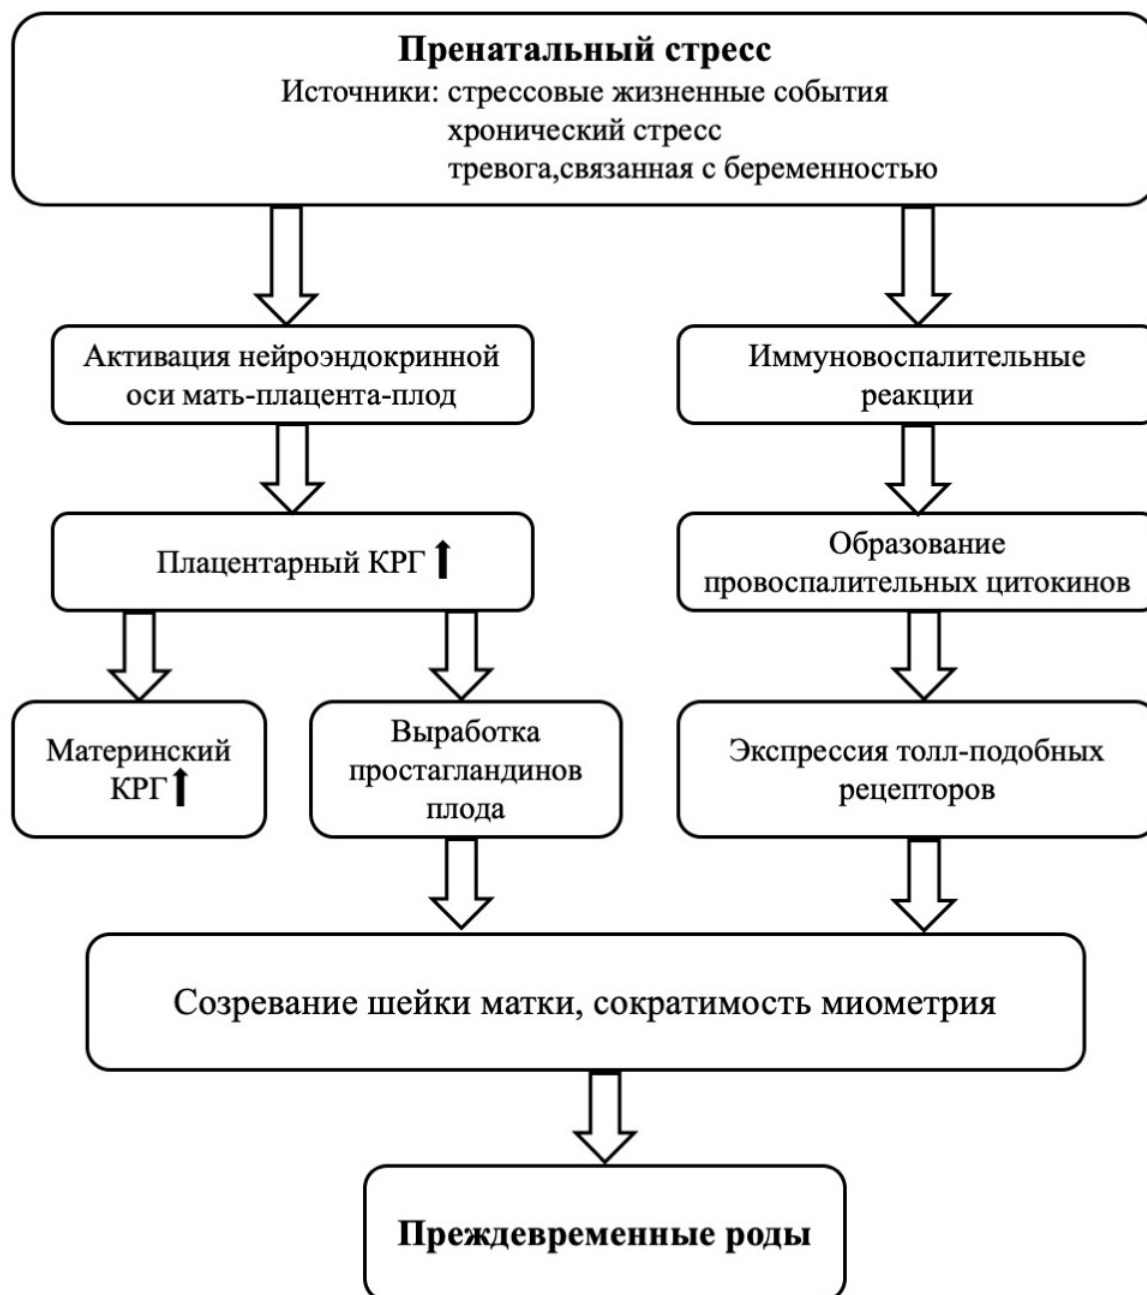 Пренатальный стресс
Источники: стрессовые жизненные события
хронический стресс
тревога,связанная с беременностью
Активация нейроэндокринной
оси мать-плацента-плод
Иммуновоспалительные
реакции
Плацентарный КРГ
Образование
провоспалительных цитокинов
Материнский
КРГ
Выработка
простагландинов
плода
Экспрессия толл-подобных
рецепторов
Созревание шейки матки, сократимость миометрия
Преждевременные роды